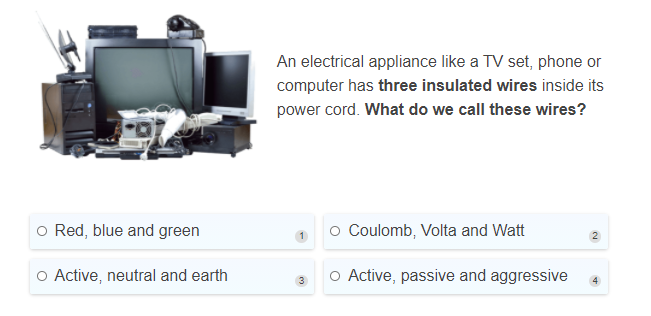 An electrical appliance like a TV set, phone or
computer has three insulated wires inside its
power cord. What do we call these wires?
Red, blue and green
1
Coulomb, Volta and Watt
2
Active, neutral and earth
3
Active, passive and aggressive
4